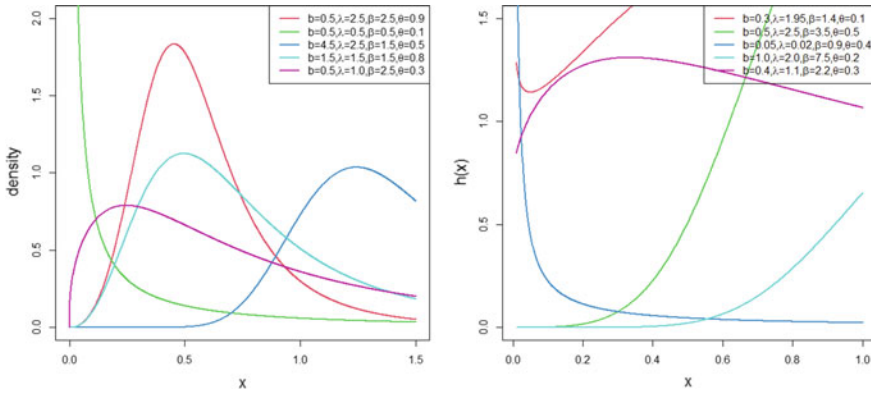 2.0
1.5
1.0
0.5
0.0
density
b=0.5,λ=2.5,β=2.5,θ=0.9
b=0.5,λ=0.5,β=0.5,θ=0.1
b=4.5,λ=2.5,β=1.5,θ=0.5
b=1.5,λ=1.5,β=1.5,θ=0.8
b=0.5,λ=1.0,β=2.5,θ=0.3
0.0
0.5
1.0
1.5
x
1.5
1.0
0.5
0.0
h(x)
b=0.3,λ=1.95,β=1.4,θ=0.1
b=0.5,λ=2.5,β=3.5,θ=0.5
b=0.05,λ=0.02,β=0.9,θ=0.4
b=1.0,λ=2.0,β=7.5,θ=0.2
b=0.4,λ=1.1,β=2.2,θ=0.3
0.0
0.2
0.4
0.6
0.8
1.0
x